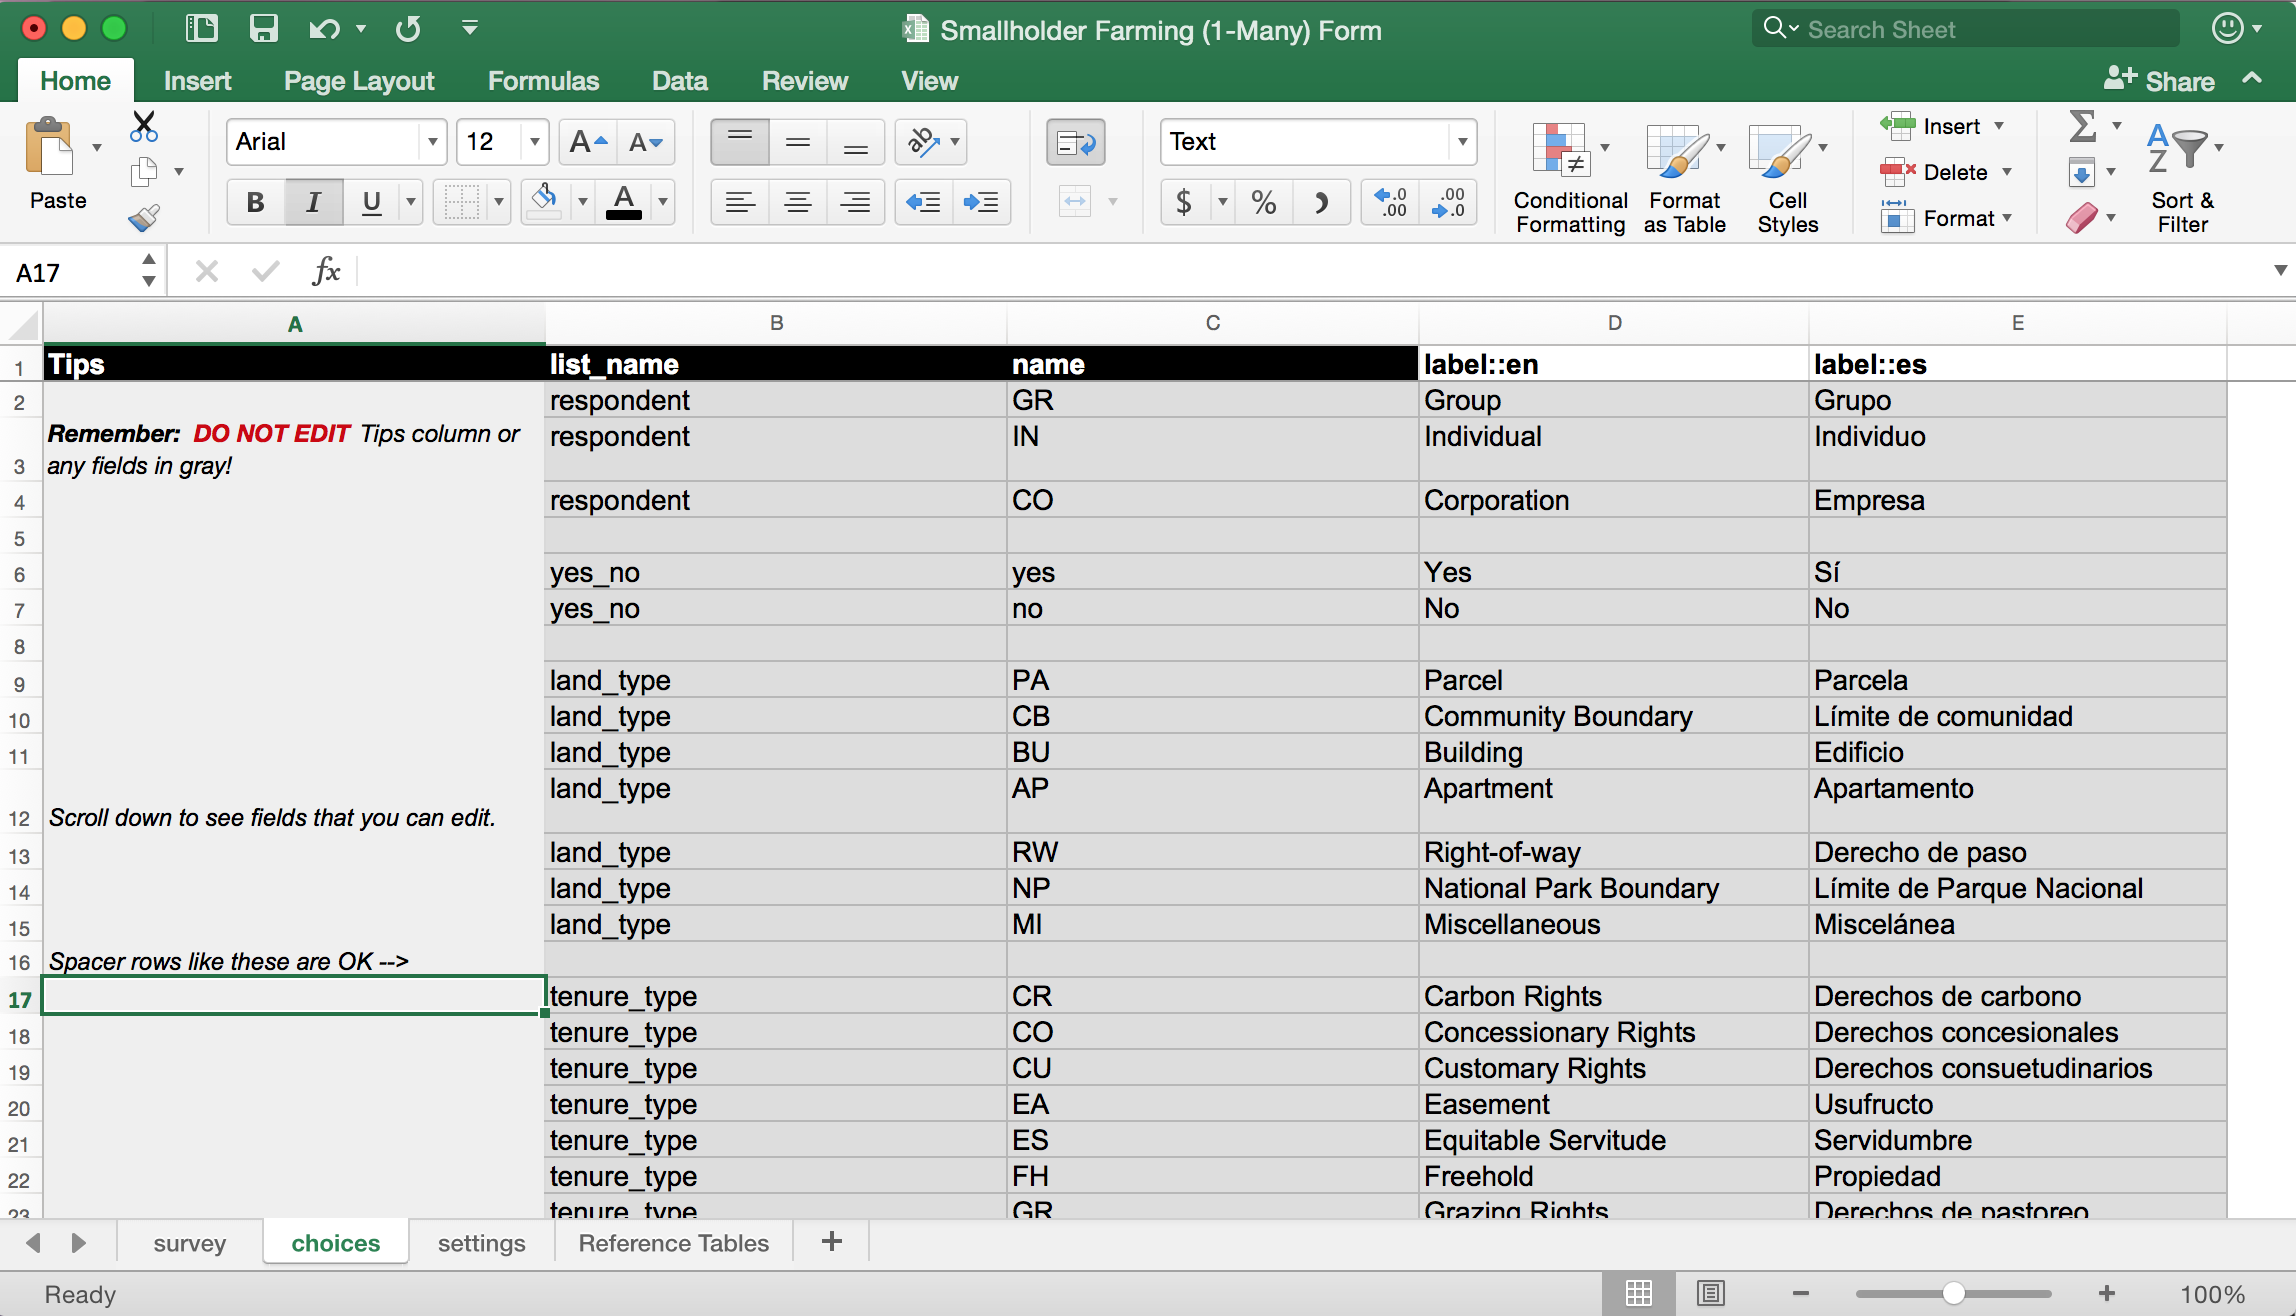 Smallholder Farming (1-Many) Form
Search Sheet
Home Insert Page Layout Formulas Data Review View Share
Paste
Arial 12
Text
B I U A
$ %
Conditional Formatting
Format as Table
Cell Styles
Insert
Delete
Format
Sort & Filter
A17
fx
A B C D E
1 Tips list_name name label::en label::es
2 respondent GR Group Grupo
3 Remember: DO NOT EDIT Tips column or any fields in gray! respondent IN Individual Individuo
4 respondent CO Corporation Empresa
5
6 yes_no yes Yes Sí
7 yes_no no No No
8
9 land_type PA Parcel Parcela
10 land_type CB Community Boundary Límite de comunidad
11 land_type BU Building Edificio
12 Scroll down to see fields that you can edit. land_type AP Apartment Apartamento
13 land_type RW Right-of-way Derecho de paso
14 land_type NP National Park Boundary Límite de Parque Nacional
15 land_type MI Miscellaneous Miscelánea
16 Spacer rows like these are OK -->
17 tenure_type CR Carbon Rights Derechos de carbono
18 tenure_type CO Concessionary Rights Derechos concesionales
19 tenure_type CU Customary Rights Derechos consuetudinarios
20 tenure_type EA Easement Usufructo
21 tenure_type ES Equitable Servitude Servidumbre
22 tenure_type FH Freehold Propiedad
23 tenure_type GR Grazing Rights Derechos de pastoreo
survey choices settings Reference Tables +
Ready
100%